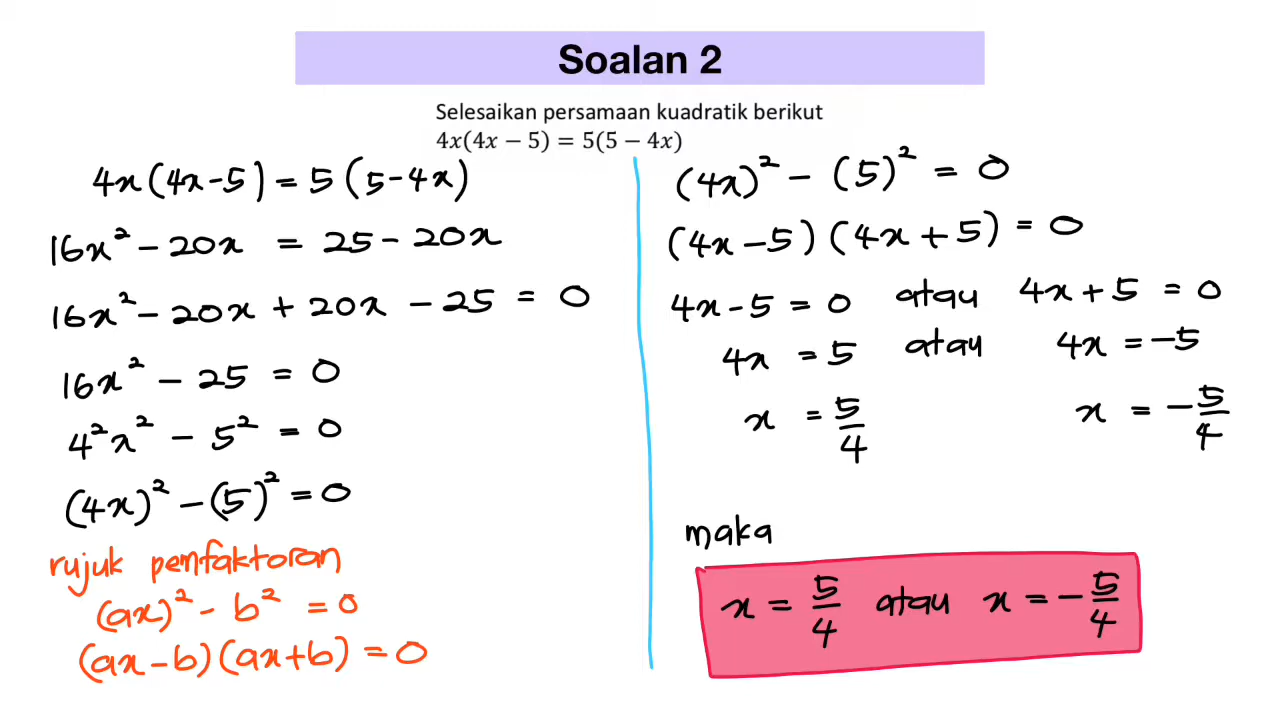 Soalan 2
Selesaikan persamaan kuadratik berikut
4x(4x − 5) = 5(5 − 4x)
4x(4x-5) = 5(5-4x)
16x² - 20x = 25 - 20x
16x² - 20x + 20x - 25 = 0
16x² - 25 = 0
4²x² - 5² = 0
(4x)² - (5)² = 0
rujuk pemfaktoran
(ax)² - b² = 0
(ax-b)(ax+b) = 0
(4x)² - (5)² = 0
(4x-5)(4x+5) = 0
4x-5 = 0 atau 4x+5 = 0
4x = 5 atau 4x = -5
x = 5/4 x = -5/4
maka
x = 5/4 atau x = -5/4